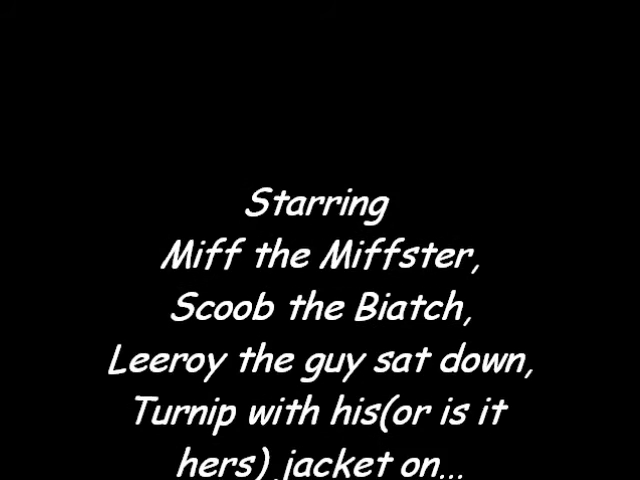 Starring
Miff the Miffster,
Scoob the Biatch,
Leeroy the guy sat down,
Turnip with his(or is it
hers) jacket on...